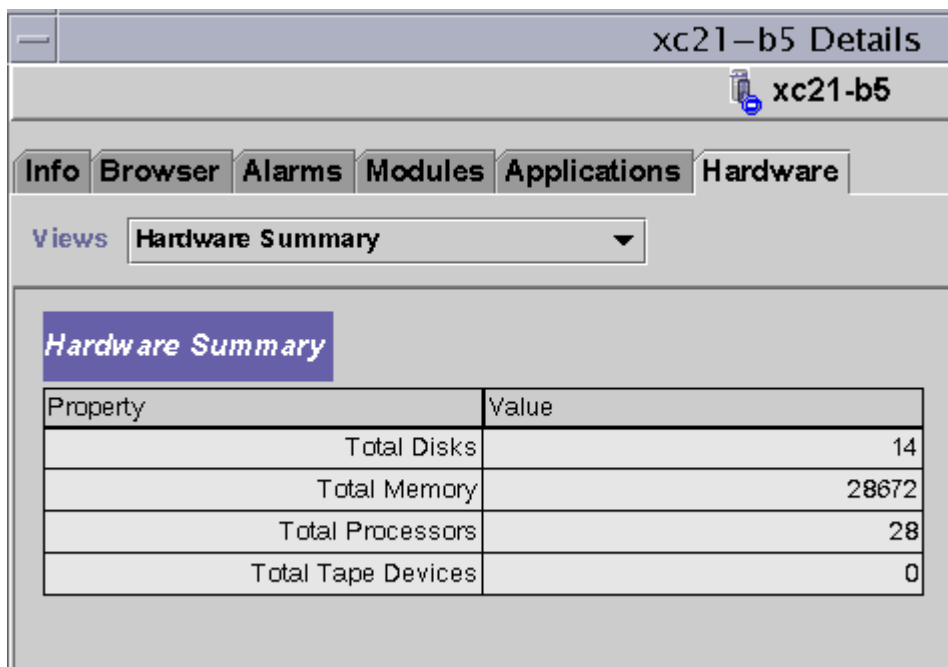 xc21–b5 Details
xc21-b5
Info Browser Alarms Modules Applications Hardware
Views Hardware Summary
Hardware Summary
Property Value
Total Disks 14
Total Memory 28672
Total Processors 28
Total Tape Devices 0